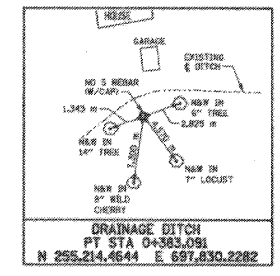 HOUSE
GARAGE
EXISTING
℄ DITCH
NO 5 REBAR
(W/CAP)
N&W IN
6" TREE
1.343 m
2.825 m
N&W IN
14" TREE
N&W IN
7" LOCUST
N&W IN
8" WILD
CHERRY
DRAINAGE DITCH
PT STA 0+383.091
N 255,214.4644 E 697,830.2282